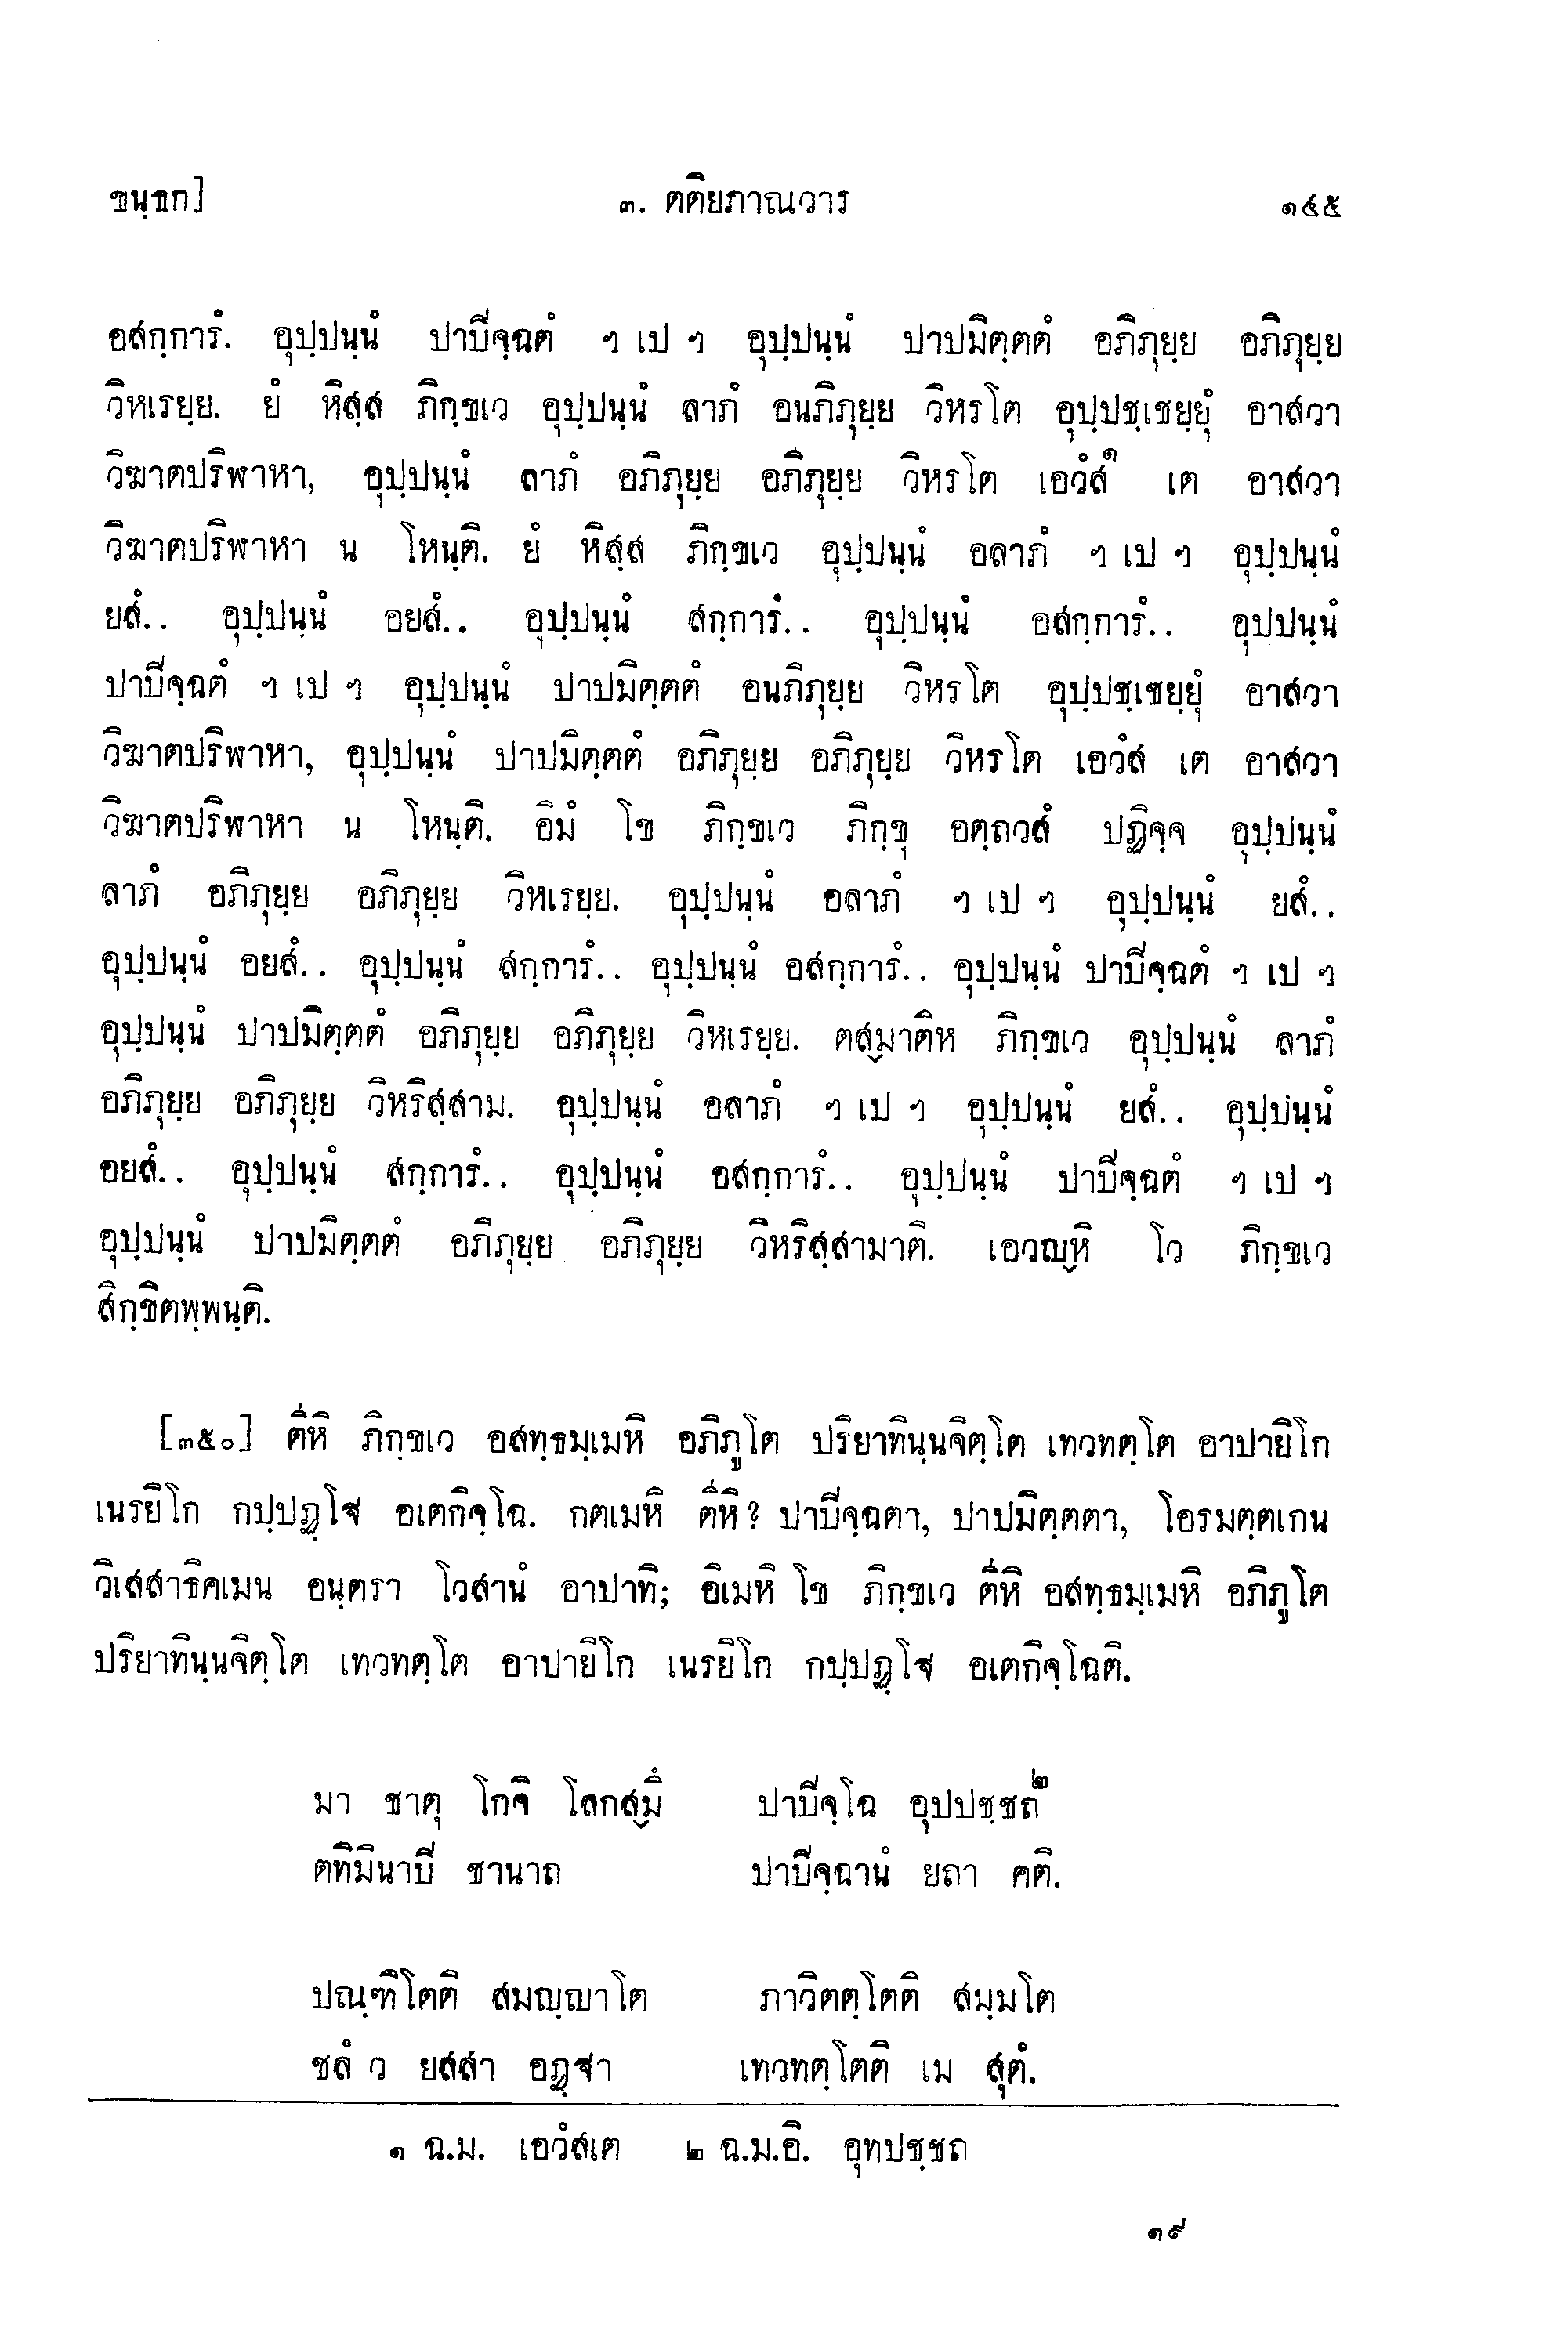 ขนฺธก] ๓. ตติยภาณวาร ๑๔๕
อสกฺการํ. อุปฺปนฺนํ ปาปิจฺฉตํ ฯ เป ฯ อุปฺปนฺนํ ปาปมิตฺตตํ อภิภุยฺย อภิภุยฺย
วิหเรยฺย. ยํ หิสฺส ภิกฺขเว อุปฺปนฺนํ ลาภํ อนภิภุยฺย วิหรโต อุปฺปชฺเชยฺยุํ อาสวา
วิฆาตปริฬาหา, อุปฺปนฺนํ ลาภํ อภิภุยฺย อภิภุยฺย วิหรโต เอวํส๑ เต อาสวา
วิฆาตปริฬาหา น โหนฺติ. ยํ หิสฺส ภิกฺขเว อุปฺปนฺนํ อลาภํ ฯ เป ฯ อุปฺปนฺนํ
ยสํ.. อุปฺปนฺนํ อยสํ.. อุปฺปนฺนํ สกฺการํ.. อุปฺปนฺนํ อสกฺการํ.. อุปฺปนฺนํ
ปาปิจฺฉตํ ฯ เป ฯ อุปฺปนฺนํ ปาปมิตฺตตํ อนภิภุยฺย วิหรโต อุปฺปชฺเชยฺยุํ อาสวา
วิฆาตปริฬาหา, อุปฺปนฺนํ ปาปมิตฺตตํ อภิภุยฺย อภิภุยฺย วิหรโต เอวํส เต อาสวา
วิฆาตปริฬาหา น โหนฺติ. อิมํ โข ภิกฺขเว ภิกฺขุ อตฺถวสํ ปฏิจฺจ อุปฺปนฺนํ
ลาภํ อภิภุยฺย อภิภุยฺย วิหเรยฺย. อุปฺปนฺนํ อลาภํ ฯ เป ฯ อุปฺปนฺนํ ยสํ..
อุปฺปนฺนํ อยสํ.. อุปฺปนฺนํ สกฺการํ.. อุปฺปนฺนํ อสกฺการํ.. อุปฺปนฺนํ ปาปิจฺฉตํ ฯ เป ฯ
อุปฺปนฺนํ ปาปมิตฺตตํ อภิภุยฺย อภิภุยฺย วิหเรยฺย. ตสฺมาติห ภิกฺขเว อุปฺปนฺนํ ลาภํ
อภิภุยฺย อภิภุยฺย วิหริสฺสาม. อุปฺปนฺนํ อลาภํ ฯ เป ฯ อุปฺปนฺนํ ยสํ.. อุปฺปนฺนํ
อยสํ.. อุปฺปนฺนํ สกฺการํ.. อุปฺปนฺนํ อสกฺการํ.. อุปฺปนฺนํ ปาปิจฺฉตํ ฯ เป ฯ
อุปฺปนฺนํ ปาปมิตฺตตํ อภิภุยฺย อภิภุยฺย วิหริสฺสามาติ. เอวญฺหิ โว ภิกฺขเว
สิกฺขิตพฺพนฺติ.
[๓๕๐] ตีหิ ภิกฺขเว อสทฺธมฺเมหิ อภิภูโต ปริยาทินฺนจิตฺโต เทวทตฺโต อาปายิโก
เนรยิโก กปฺปฏฺโฐ อเตกิจฺโฉ. กตเมหิ ตีหิ? ปาปิจฺฉตา, ปาปมิตฺตตา, โอรมตฺตเกน
วิเสสาธิคเมน อนฺตรา โวสานํ อาปาทิ; อิเมหิ โข ภิกฺขเว ตีหิ อสทฺธมฺเมหิ อภิภูโต
ปริยาทินฺนจิตฺโต เทวทตฺโต อาปายิโก เนรยิโก กปฺปฏฺโฐ อเตกิจฺโฉติ.
มา ชาตุ โกจิ โลกสฺมึ ปาปิจฺโฉ อุปปชฺชถ๒
ตทิมินาปิ ชานาถ ปาปิจฺฉานํ ยถา คติ.
ปณฺฑิโตติ สมญฺญาโต ภาวิตตฺโตติ สมฺมโต
ชลํ ว ยสสา อฏฺฐา เทวทตฺโตติ เม สุตํ.
๑ ฉ.ม. เอวํสเต ๒ ฉ.ม.อิ. อุทปชฺชถ
๑๙